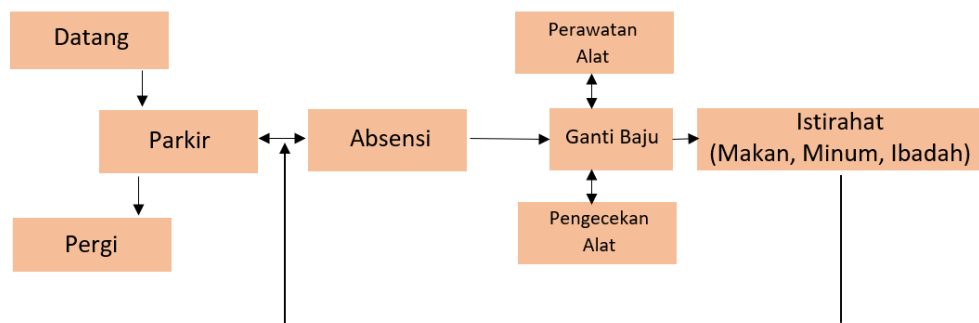 Datang
Parkir
Pergi
Absensi
Perawatan
Alat
Ganti Baju
Pengecekan
Alat
Istirahat
(Makan, Minum, Ibadah)